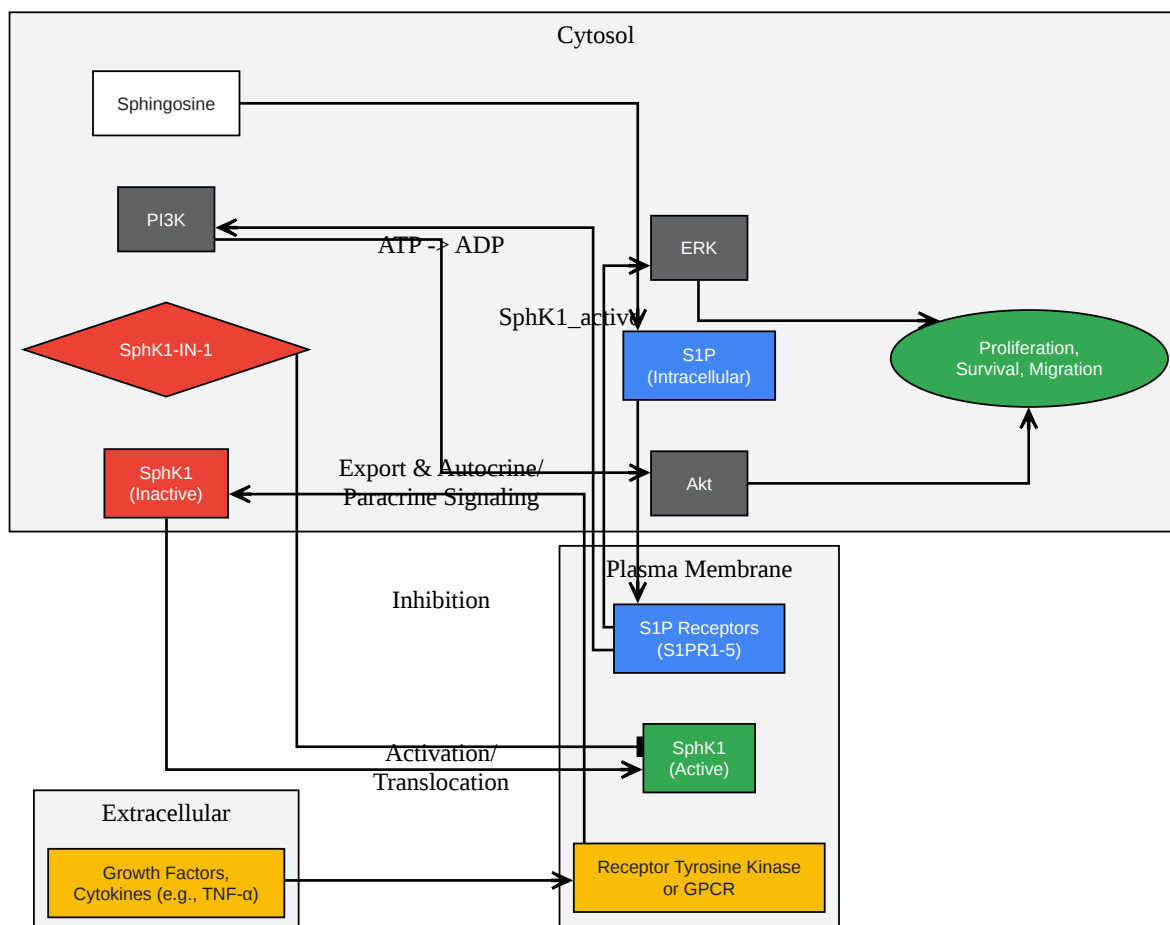 Cytosol
Sphingosine
PI3K
ATP -> ADP
ERK
SphK1_active
SphK1-IN-1
S1P
(Intracellular)
Proliferation,
Survival, Migration
SphK1
(Inactive)
Export & Autocrine/
Paracrine Signaling
Akt
Plasma Membrane
Inhibition
S1P Receptors
(S1PR1-5)
SphK1
(Active)
Activation/
Translocation
Extracellular
Growth Factors,
Cytokines (e.g., TNF-α)
Receptor Tyrosine Kinase
or GPCR